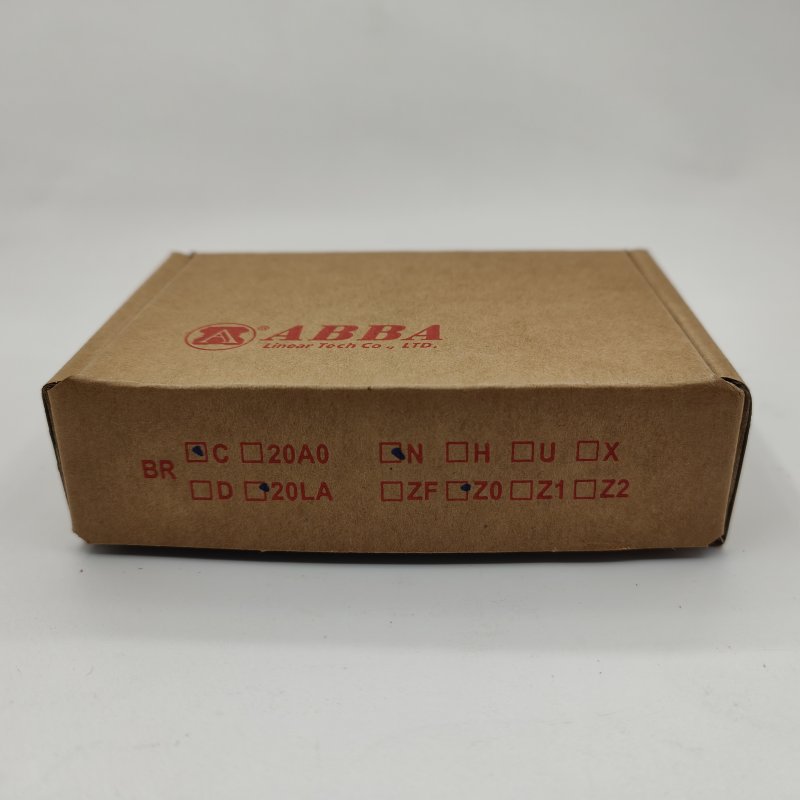 ® ABBA
Linear Tech Co., LTD.
BR
☑C ☐20A0 ☑N ☐H ☐U ☐X
☐D ☑20LA ☐ZF ☑Z0 ☐Z1 ☐Z2